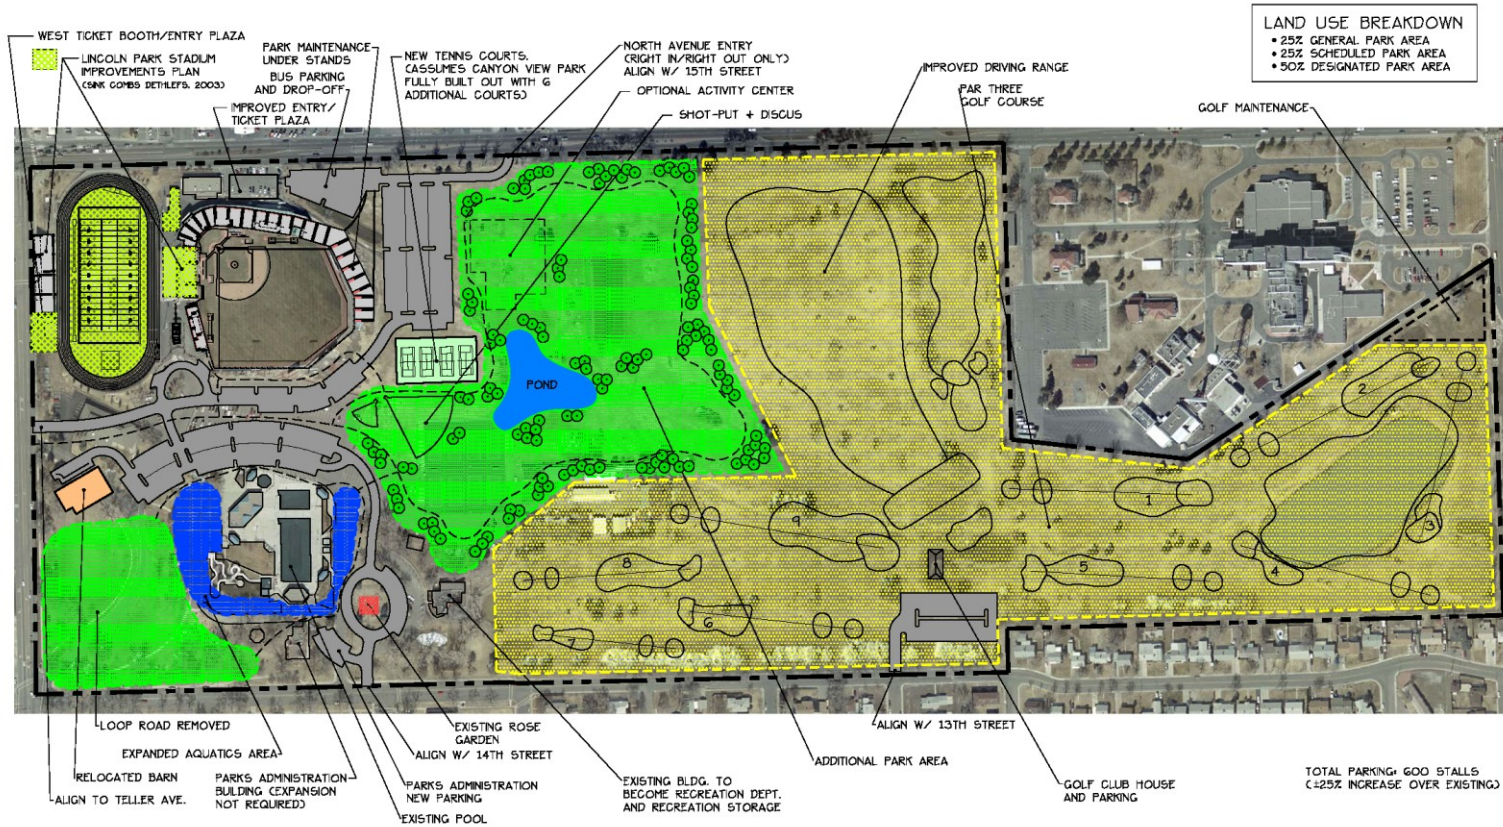 WEST TICKET BOOTH/ENTRY PLAZA
LINCOLN PARK STADIUM
IMPROVEMENTS PLAN
(SINK COMBS DETHLEFS, 2003)
PARK MAINTENANCE
UNDER STANDS
BUS PARKING
AND DROP-OFF
IMPROVED ENTRY/
TICKET PLAZA
NEW TENNIS COURTS.
(ASSUMES CANYON VIEW PARK
FULLY BUILT OUT WITH 6
ADDITIONAL COURTS)
NORTH AVENUE ENTRY
(RIGHT IN/RIGHT OUT ONLY)
ALIGN W/ 15TH STREET
OPTIONAL ACTIVITY CENTER
SHOT-PUT + DISCUS
IMPROVED DRIVING RANGE
PAR THREE
GOLF COURSE
GOLF MAINTENANCE
LAND USE BREAKDOWN
• 25% GENERAL PARK AREA
• 25% SCHEDULED PARK AREA
• 50% DESIGNATED PARK AREA
POND
1
2
3
4
5
6
7
8
9
LOOP ROAD REMOVED
EXPANDED AQUATICS AREA
RELOCATED BARN
ALIGN TO TELLER AVE.
PARKS ADMINISTRATION
BUILDING (EXPANSION
NOT REQUIRED)
EXISTING ROSE
GARDEN
ALIGN W/ 14TH STREET
PARKS ADMINISTRATION
NEW PARKING
EXISTING POOL
EXISTING BLDG. TO
BECOME RECREATION DEPT.
AND RECREATION STORAGE
ADDITIONAL PARK AREA
ALIGN W/ 13TH STREET
GOLF CLUB HOUSE
AND PARKING
TOTAL PARKING: 600 STALLS
(±25% INCREASE OVER EXISTING)